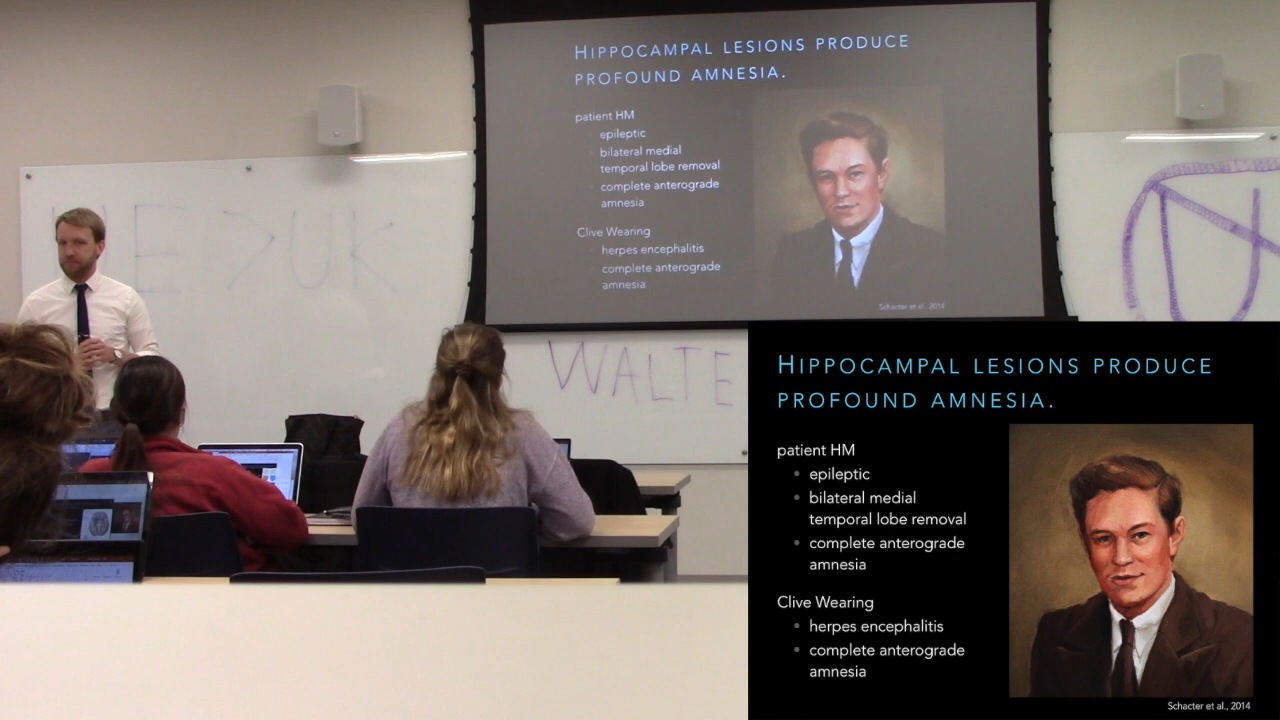 HIPPOCAMPAL LESIONS PRODUCE
PROFOUND AMNESIA.
patient HM
epileptic
bilateral medial
temporal lobe removal
complete anterograde
amnesia
Clive Wearing
herpes encephalitis
complete anterograde
amnesia
Schacter et al., 2014
WALTE
HIPPOCAMPAL LESIONS PRODUCE
PROFOUND AMNESIA.
patient HM
• epileptic
• bilateral medial
temporal lobe removal
• complete anterograde
amnesia
Clive Wearing
• herpes encephalitis
• complete anterograde
amnesia
Schacter et al., 2014